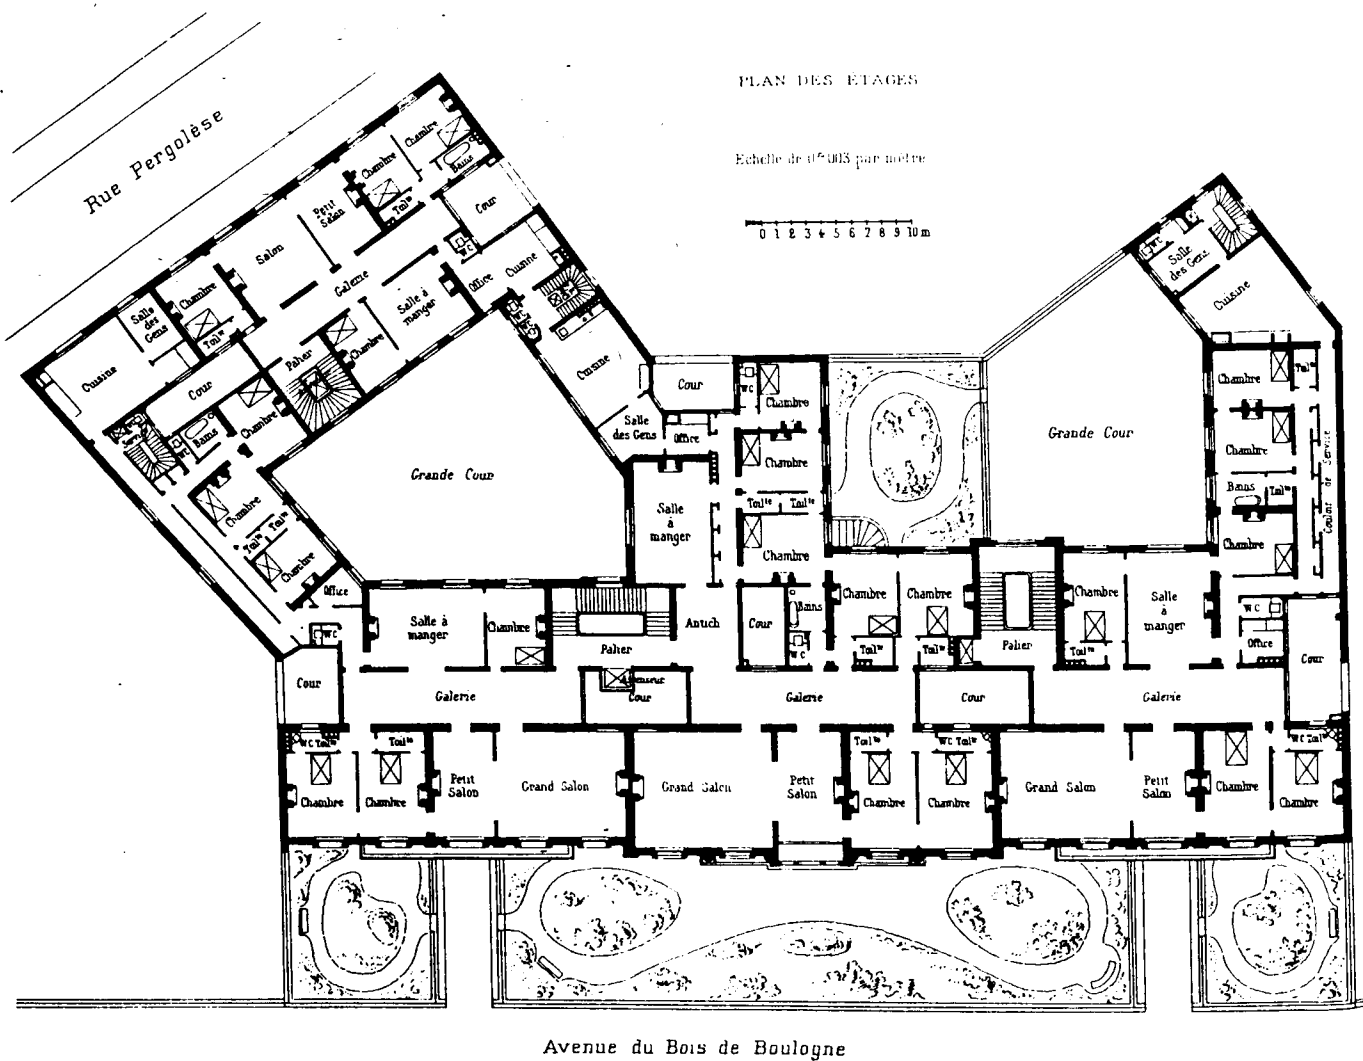 PLAN DES ETAGES
Echelle de 0m003 par mètre
0 1 2 3 4 5 6 7 8 9 10m
Rue Pergolèse
Chambre
Chambre
Bains
Toilte
Petit
Salon
Salon
Galerie
Cour
WC
Office
Cuisine
Salle à
manger
Chambre
Chambre
Toilte
Salle
des
Gens
Cuisine
Palier
Cour
Bains
WC
Chambre
Chambre
Toilte
Toilte
Chambre
Office
WC
Cour
Grande Cour
WC
Cuisine
Salle
des Gens
Cour
Office
WC
Chambre
Chambre
Toilte
Toilte
Chambre
Salle
à
manger
Antich
Cour
Bains
WC
Chambre
Toilte
Chambre
Toilte
Palier
Salle à
manger
Chambre
Palier
Ascenseur
Cour
Galerie
Galerie
Cour
Galerie
Grande Cour
WC
Salle
des Gens
Cuisine
Chambre
Toilte
Chambre
Bains
Toilte
Chambre
Couloir de Service
Chambre
Toilte
Salle
à
manger
WC
Office
Cour
WC Toilte
Chambre
Toilte
Chambre
Petit
Salon
Grand Salon
Grand Salon
Petit
Salon
Toilte
Chambre
WC Toilte
Chambre
Grand Salon
Petit
Salon
Chambre
WC Toilte
Chambre
Avenue du Bois de Boulogne